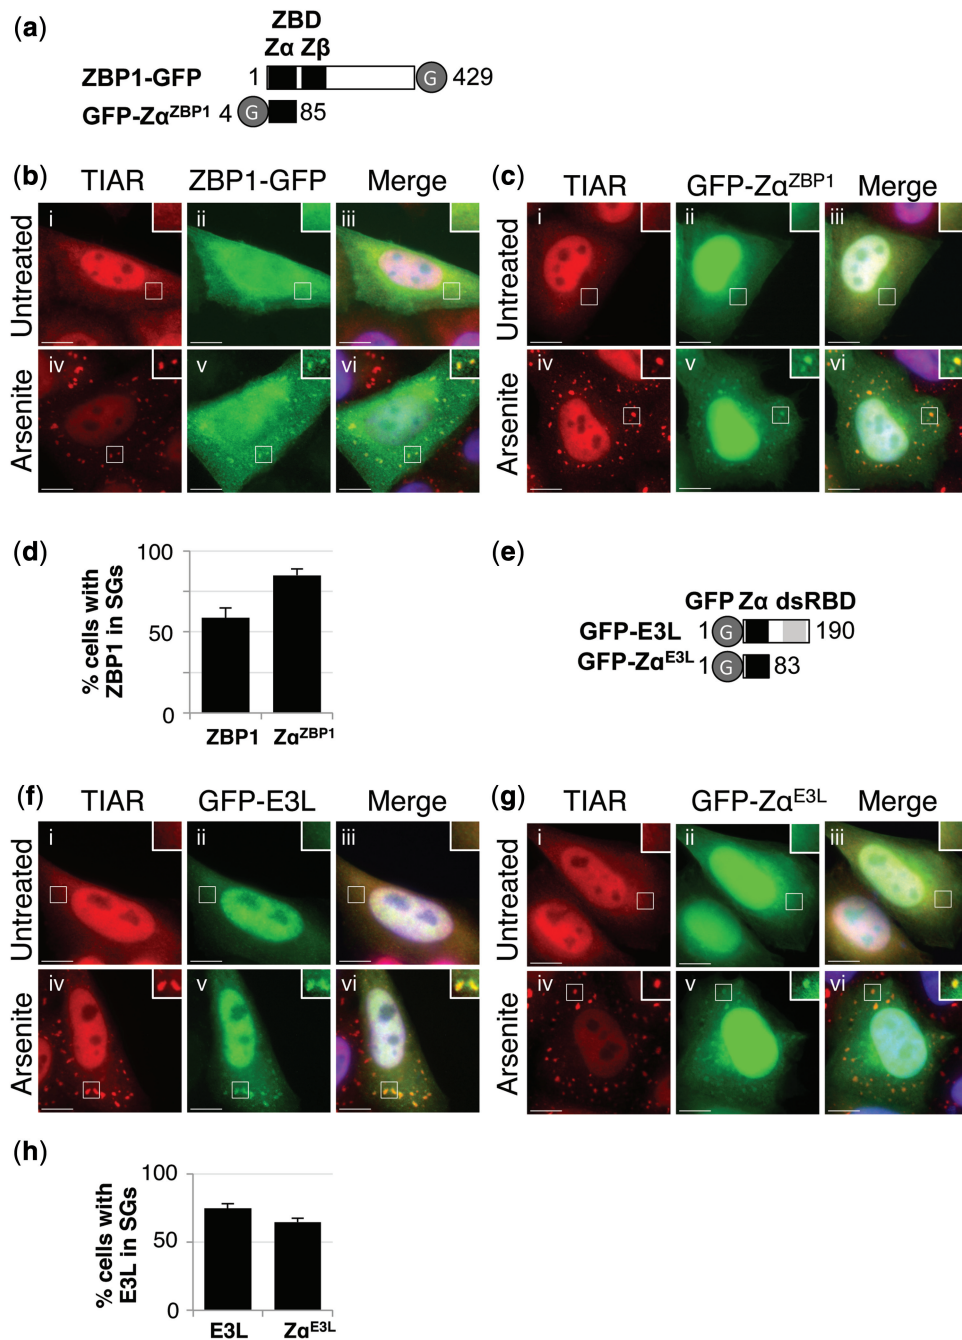 (a)
ZBD
Zα Zβ
ZBP1-GFP 1 G 429
GFP-ZαZBP1 4 G 85
(b)
TIAR ZBP1-GFP Merge
Untreated
i ii iii
Arsenite
iv v vi
(c)
TIAR GFP-ZαZBP1 Merge
Untreated
i ii iii
Arsenite
iv v vi
(d)
% cells with
ZBP1 in SGs
100
50
0
ZBP1 ZαZBP1
(e)
GFP Zα dsRBD
GFP-E3L 1 G 190
GFP-ZαE3L 1 G 83
(f)
TIAR GFP-E3L Merge
Untreated
i ii iii
Arsenite
iv v vi
(g)
TIAR GFP-ZαE3L Merge
Untreated
i ii iii
Arsenite
iv v vi
(h)
% cells with
E3L in SGs
100
50
0
E3L ZαE3L